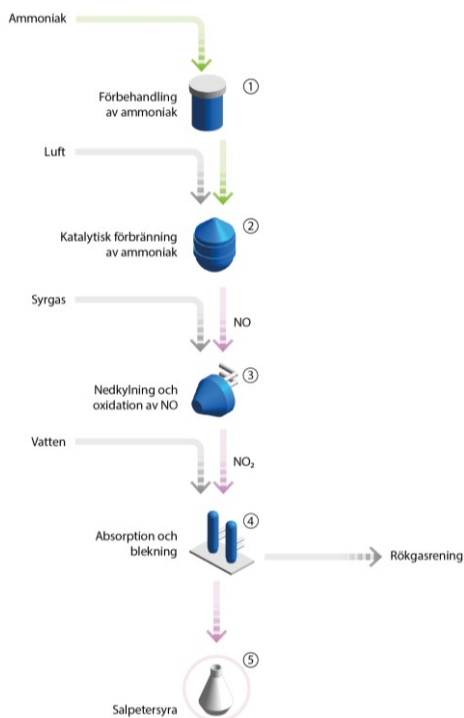 Ammoniak
①
Förbehandling
av ammoniak
Luft
②
Katalytisk förbränning
av ammoniak
Syrgas
NO
③
Nedkylning och
oxidation av NO
Vatten
NO₂
④
Absorption och
blekning
Rökgasrening
⑤
Salpetersyra